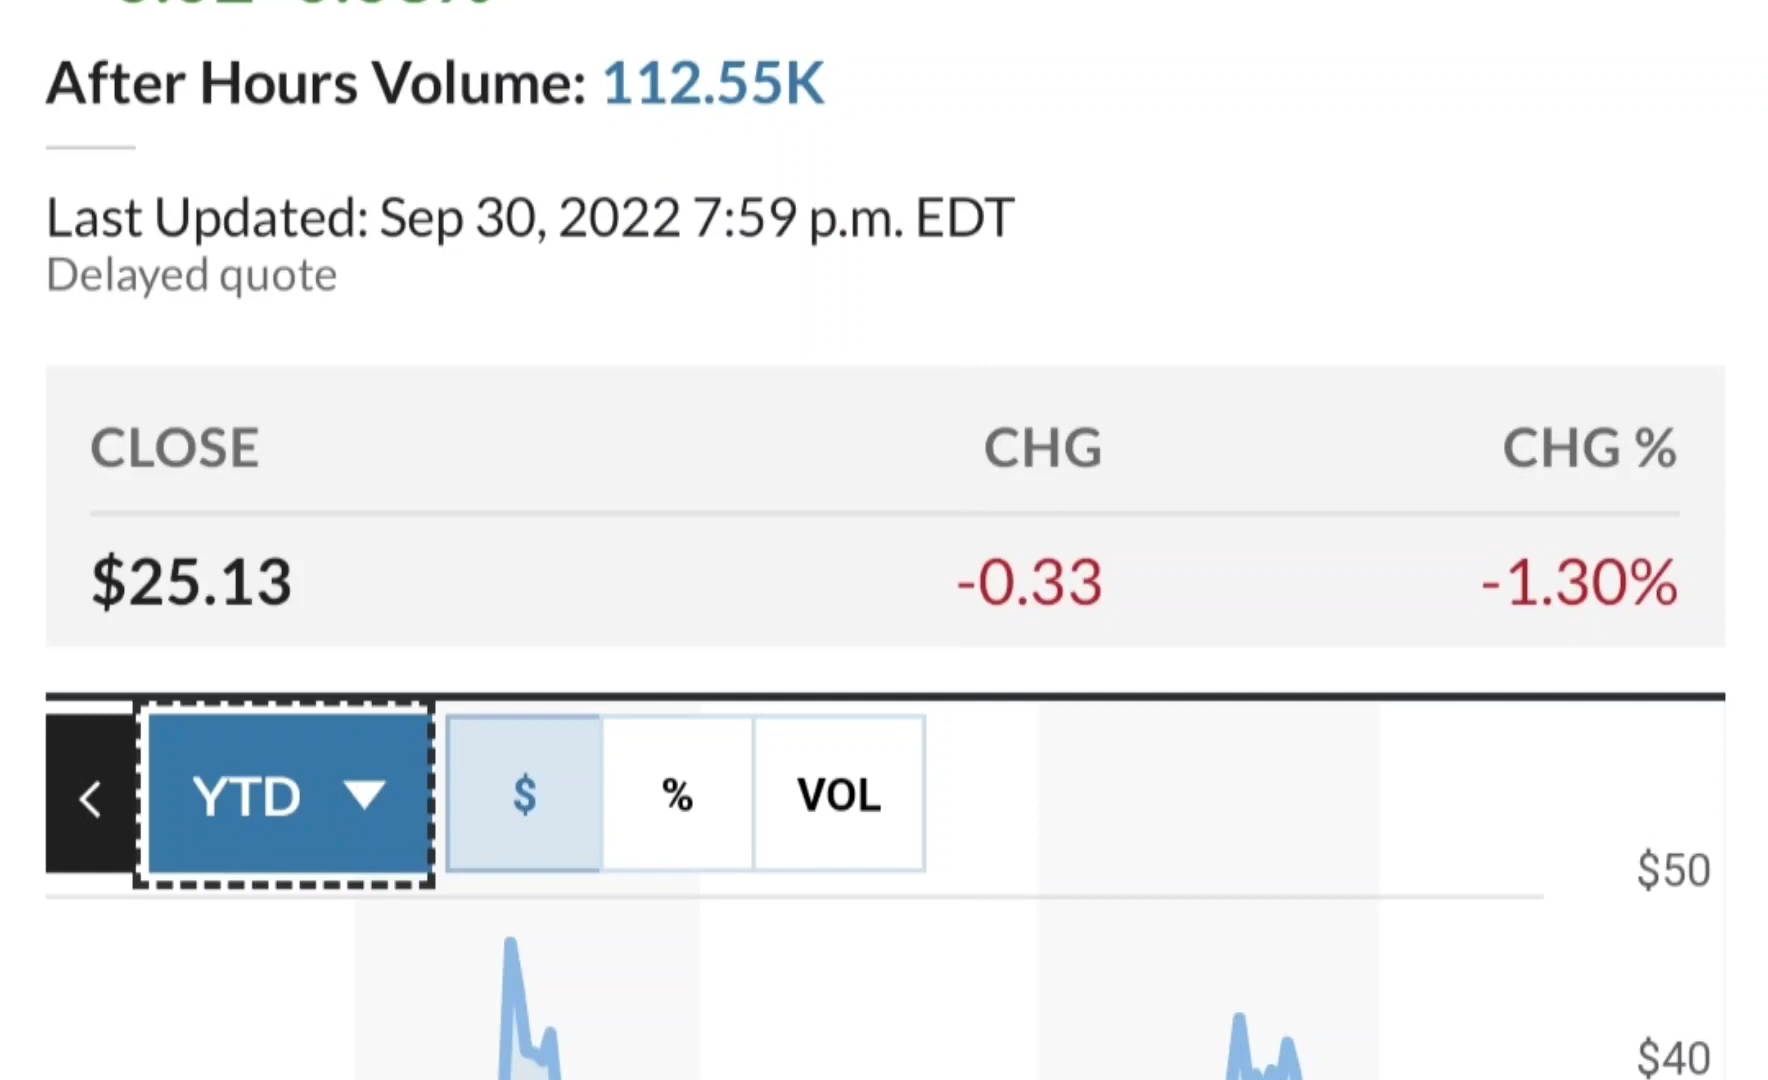 After Hours Volume: 112.55K
Last Updated: Sep 30, 2022 7:59 p.m. EDT
Delayed quote
CLOSE CHG CHG %
$25.13 -0.33 -1.30%
YTD $ % VOL
$50
$40